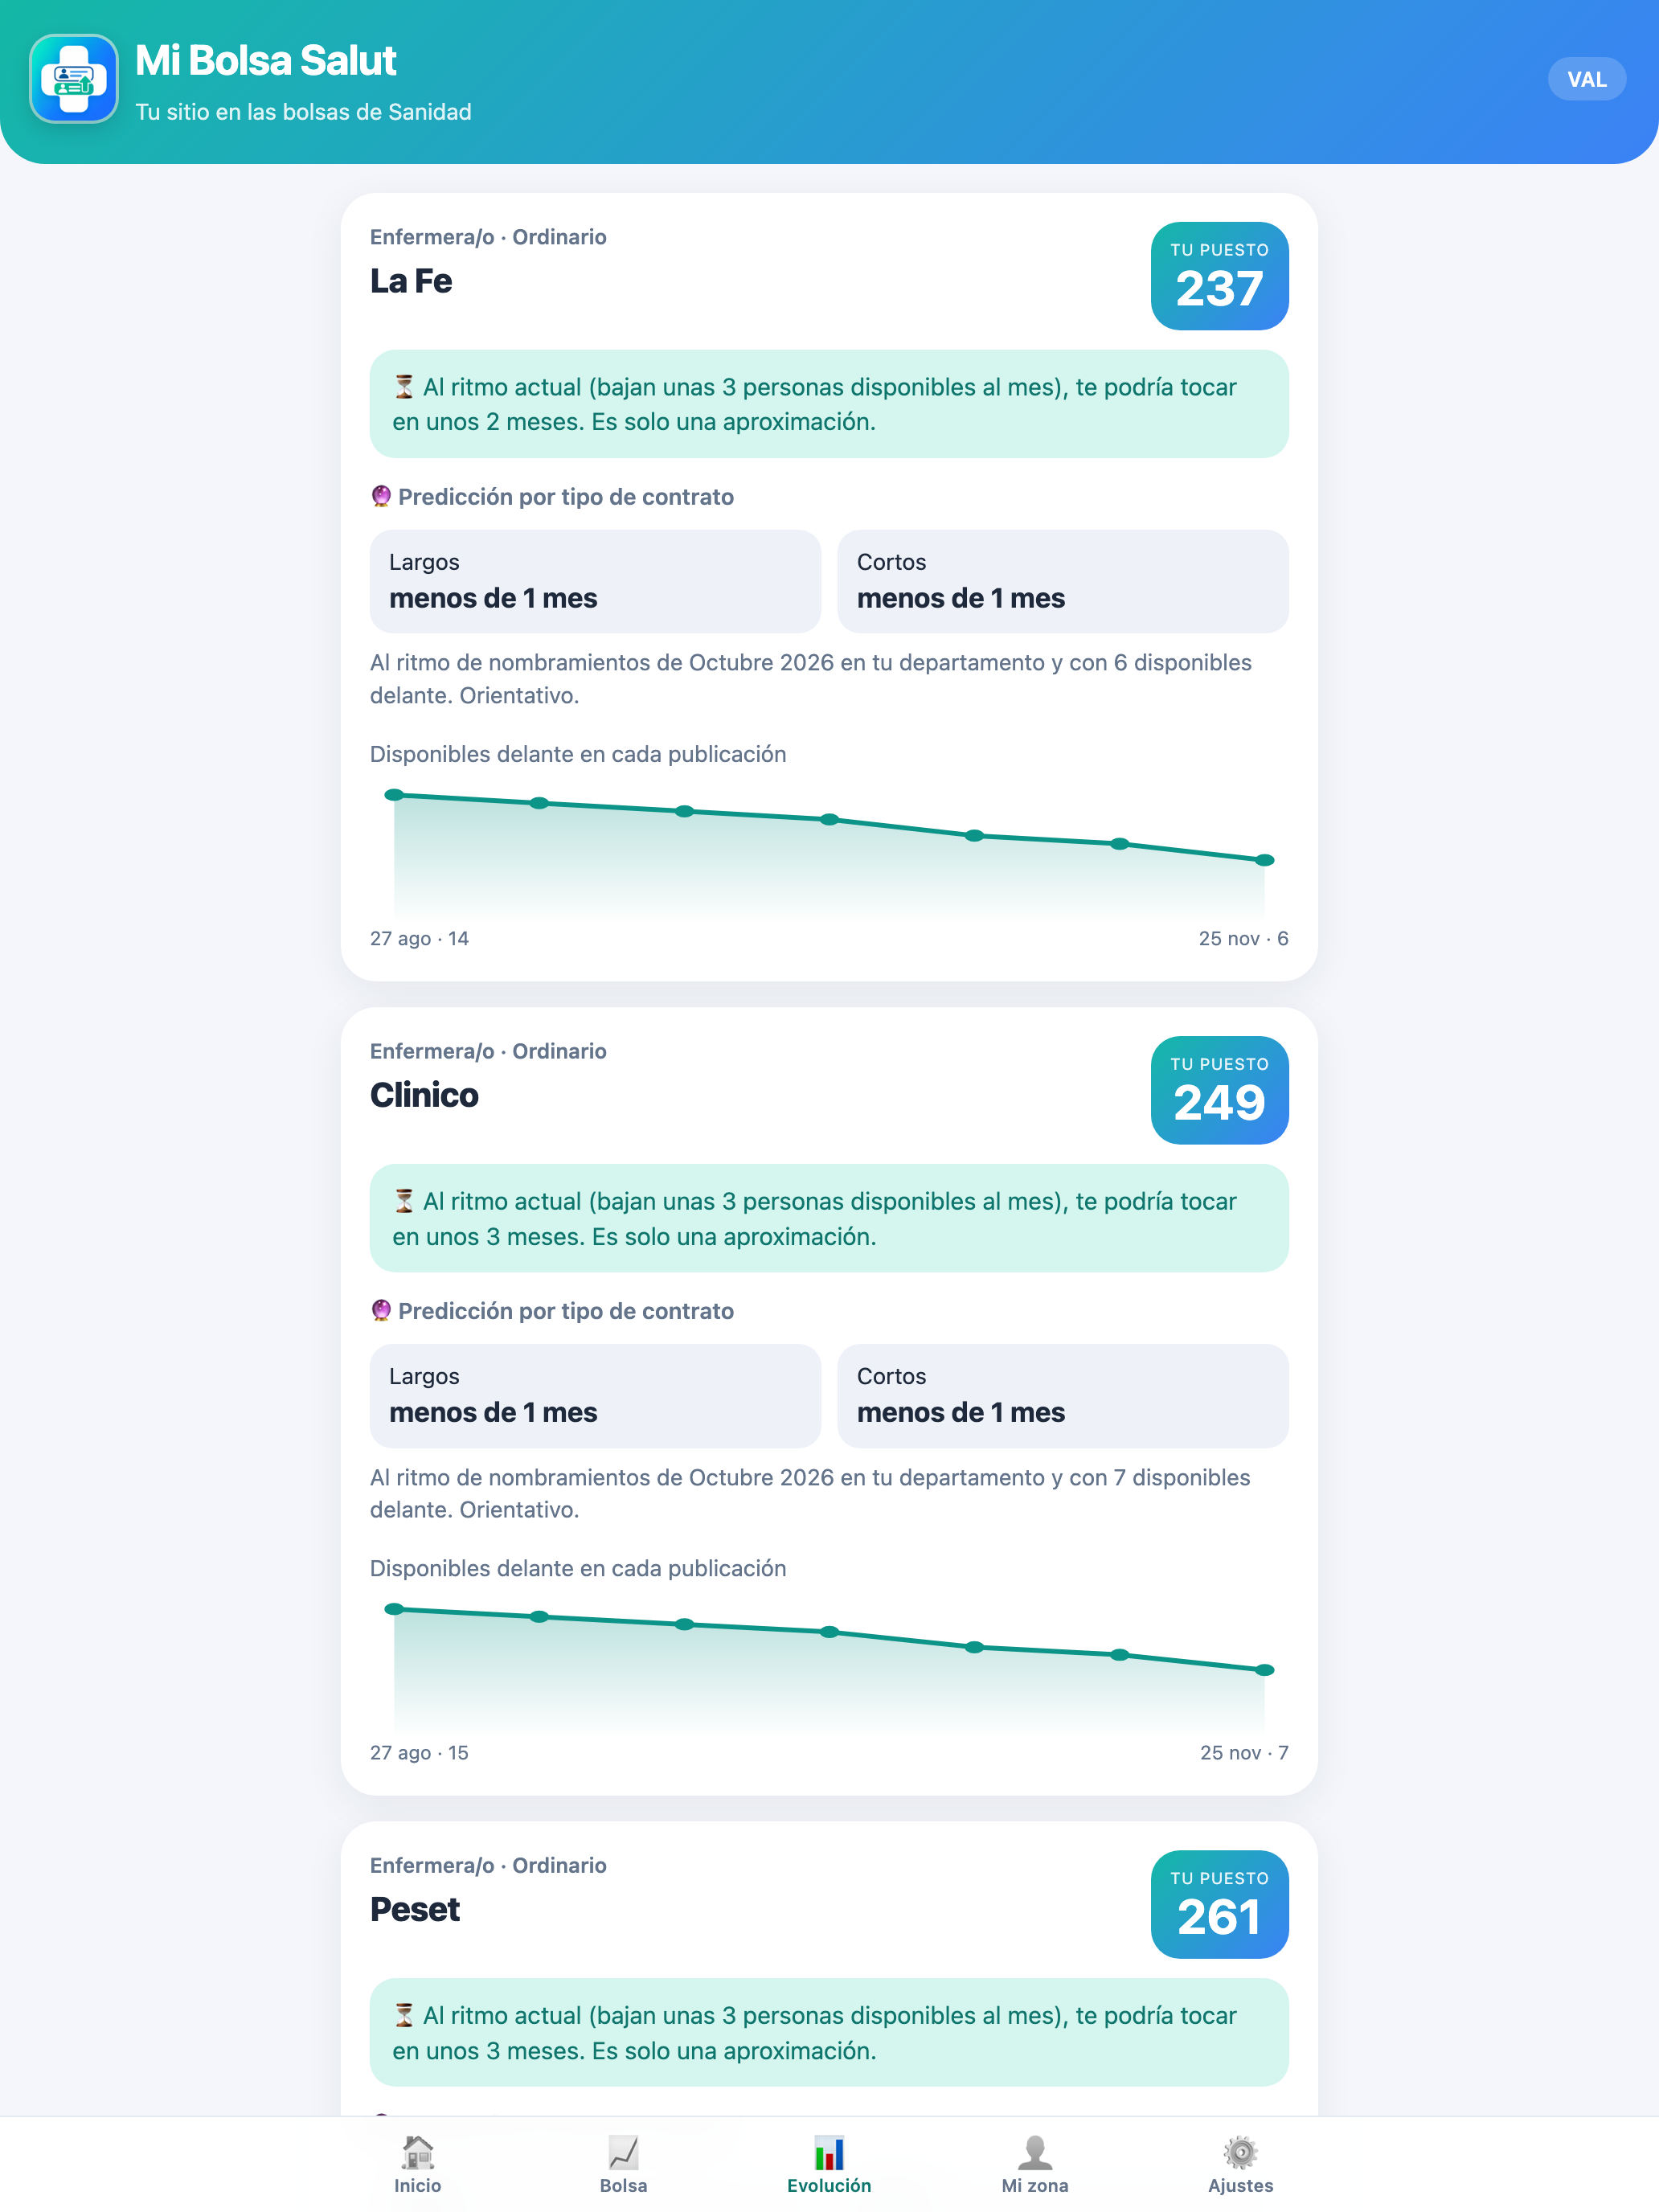 Mi Bolsa Salut
Tu sitio en las bolsas de Sanidad
VAL
Enfermera/o · Ordinario
La Fe
TU PUESTO
237
⏳ Al ritmo actual (bajan unas 3 personas disponibles al mes), te podría tocar
en unos 2 meses. Es solo una aproximación.
🔮 Predicción por tipo de contrato
Largos
menos de 1 mes
Cortos
menos de 1 mes
Al ritmo de nombramientos de Octubre 2026 en tu departamento y con 6 disponibles
delante. Orientativo.
Disponibles delante en cada publicación
27 ago · 14
25 nov · 6
Enfermera/o · Ordinario
Clinico
TU PUESTO
249
⏳ Al ritmo actual (bajan unas 3 personas disponibles al mes), te podría tocar
en unos 3 meses. Es solo una aproximación.
🔮 Predicción por tipo de contrato
Largos
menos de 1 mes
Cortos
menos de 1 mes
Al ritmo de nombramientos de Octubre 2026 en tu departamento y con 7 disponibles
delante. Orientativo.
Disponibles delante en cada publicación
27 ago · 15
25 nov · 7
Enfermera/o · Ordinario
Peset
TU PUESTO
261
⏳ Al ritmo actual (bajan unas 3 personas disponibles al mes), te podría tocar
en unos 3 meses. Es solo una aproximación.
Inicio
Bolsa
Evolución
Mi zona
Ajustes